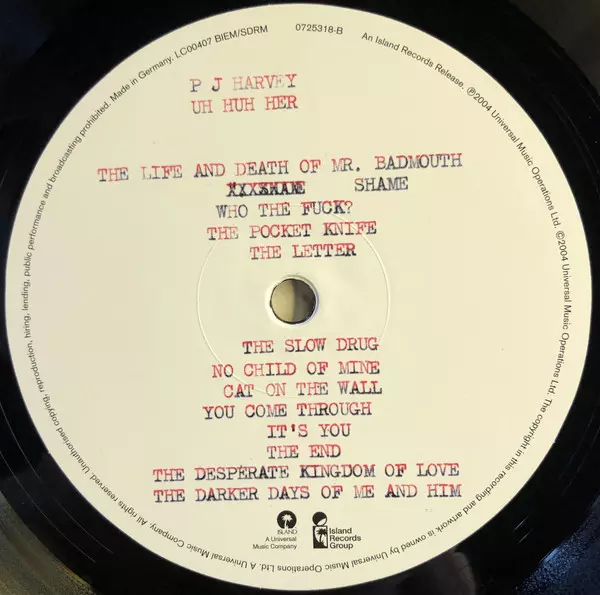 P J HARVEY
UH HUH HER
THE LIFE AND DEATH OF MR. BADMOUTH
SHAME
WHO THE FUCK?
THE POCKET KNIFE
THE LETTER
THE SLOW DRUG
NO CHILD OF MINE
CAT ON THE WALL
YOU COME THROUGH
IT'S YOU
THE END
THE DESPERATE KINGDOM OF LOVE
THE DARKER DAYS OF ME AND HIM
ISLAND
A Universal
Music Company
Island
Records
Group
0725318-B
An Island Records Release. ℗2004 Universal Music Operations Ltd. ©2004 Universal Music Operations Ltd. The copyright in this recording and artwork is owned by Universal Music Operations Ltd. A Universal Music Company. All rights reserved. Unauthorised copying, reproduction, hiring, lending, public performance and broadcasting prohibited. Made in Germany. LC00407 BIEM/SDRM